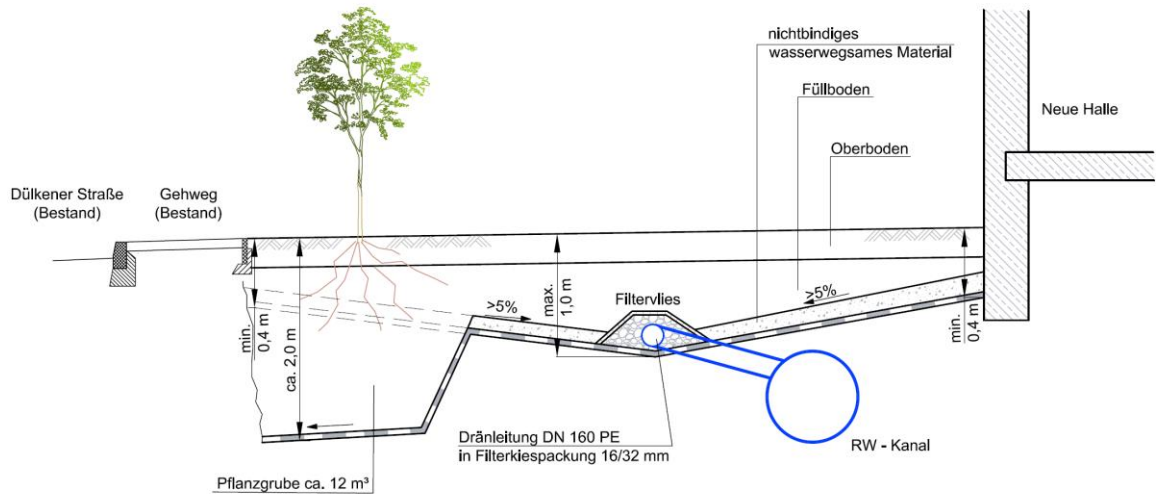 nichtbindiges
wasserwegsames Material
Füllboden
Neue Halle
Oberboden
Dülkener Straße
(Bestand)
Gehweg
(Bestand)
>5%
Filtervlies
>5%
min.
0,4 m
ca. 2,0 m
max.
1,0 m
min.
0,4 m
Dränleitung DN 160 PE
in Filterkiespackung 16/32 mm
RW - Kanal
Pflanzgrube ca. 12 m³